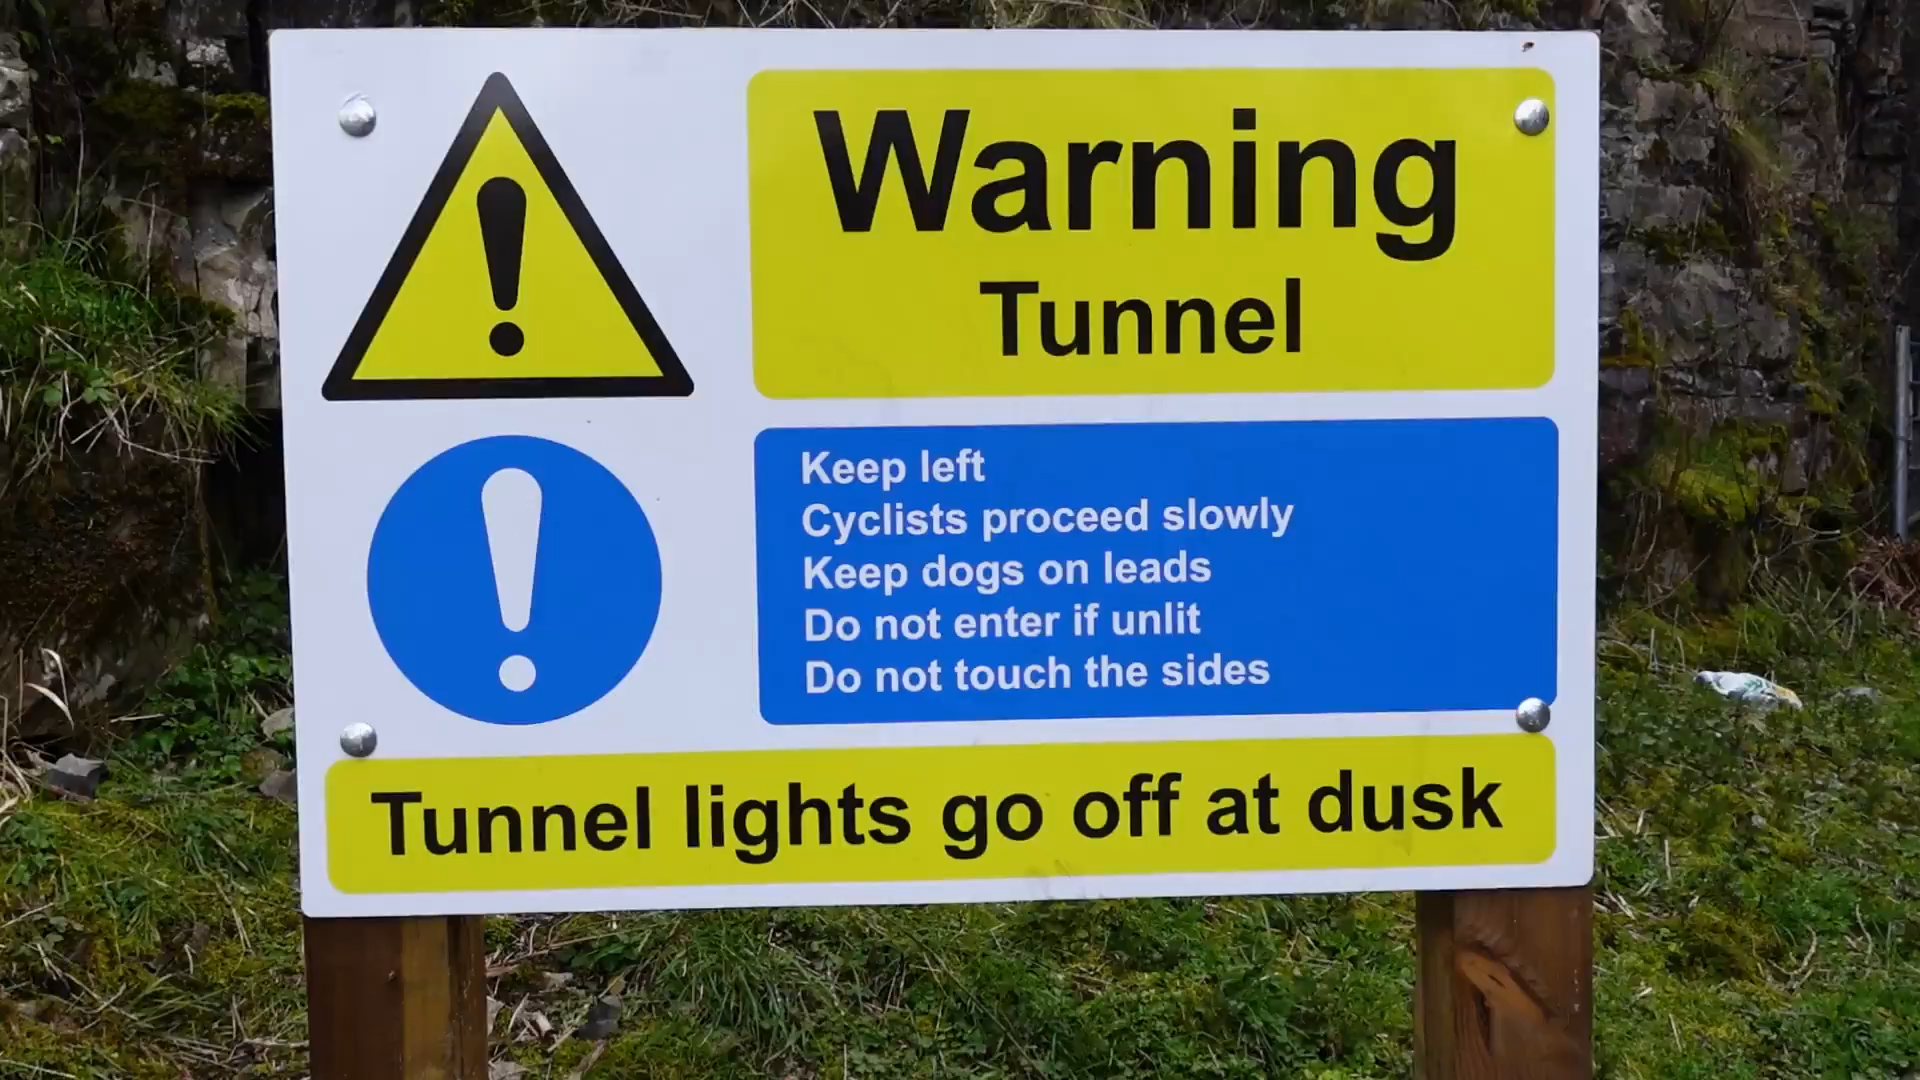 Warning
Tunnel
Keep left
Cyclists proceed slowly
Keep dogs on leads
Do not enter if unlit
Do not touch the sides
Tunnel lights go off at dusk